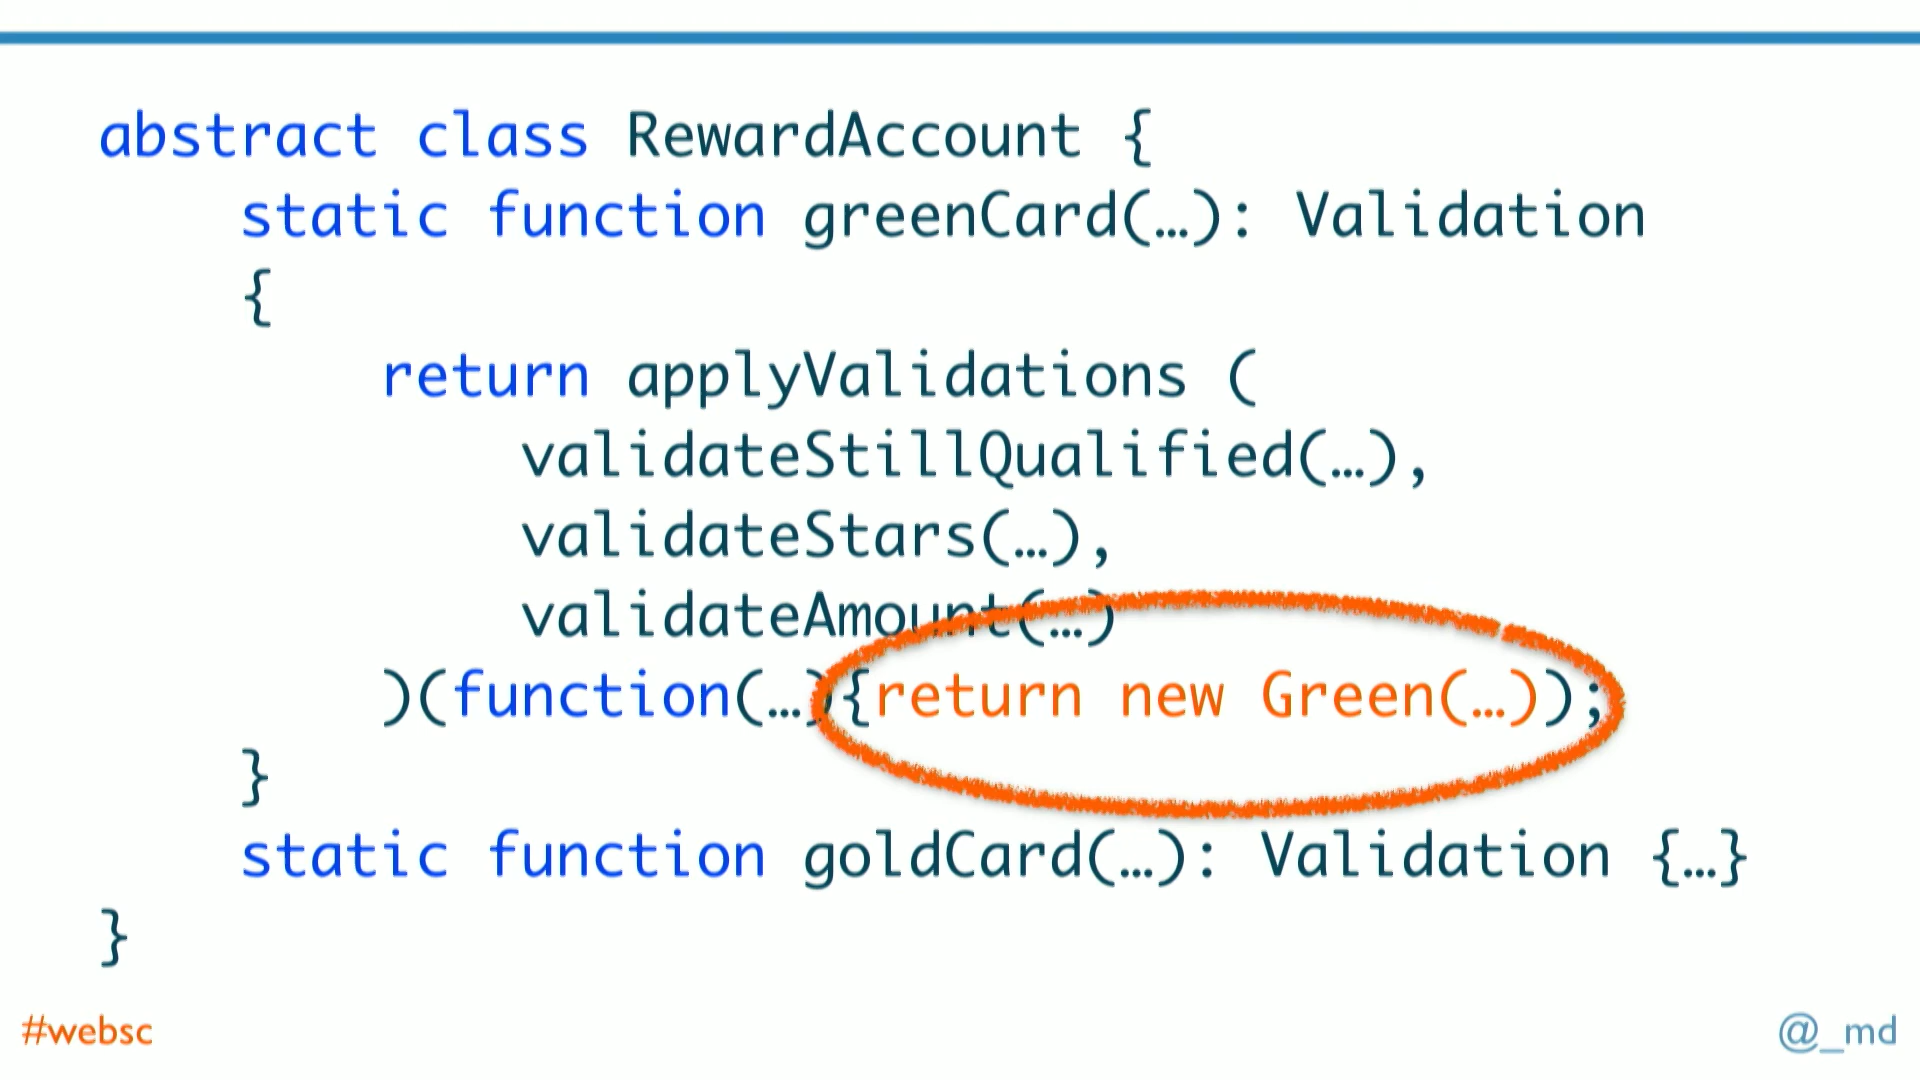 abstract class RewardAccount {
static function greenCard(…): Validation
{
return applyValidations (
validateStillQualified(…),
validateStars(…),
validateAmount(…)
)(function(…){return new Green(…));
}
static function goldCard(…): Validation {…}
}
#websc
@_md